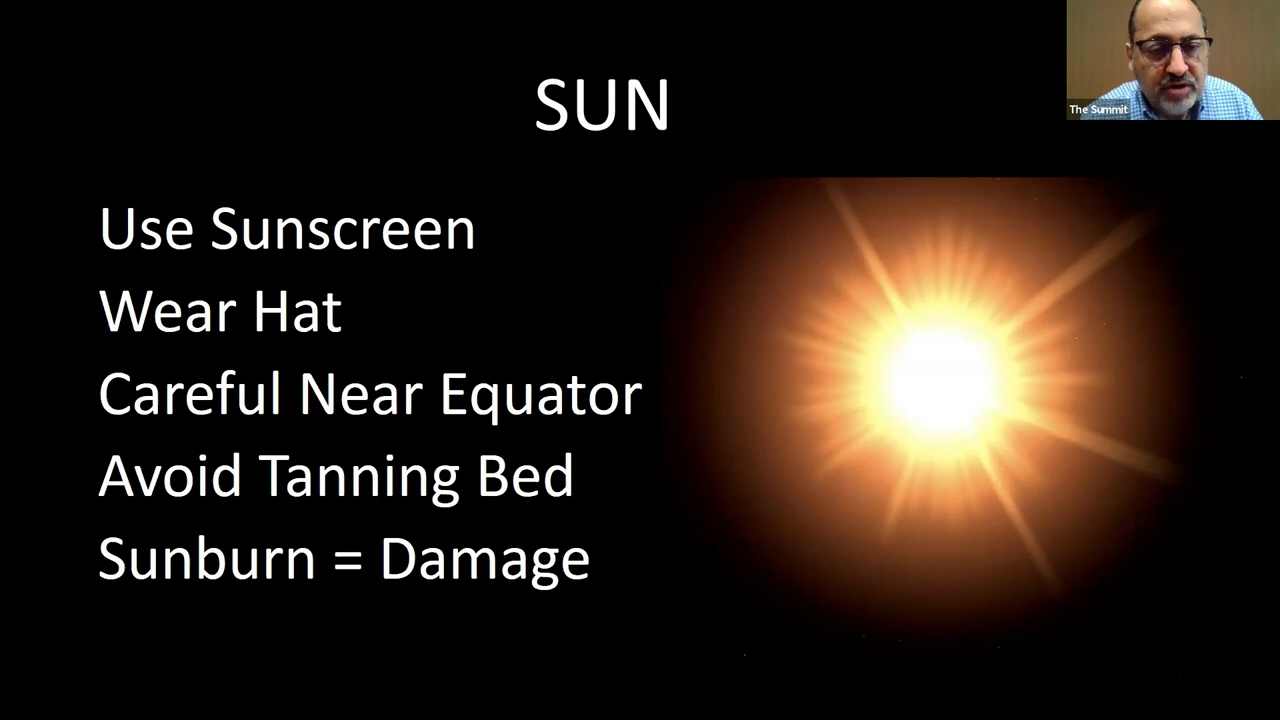 SUN
The Summit
Use Sunscreen
Wear Hat
Careful Near Equator
Avoid Tanning Bed
Sunburn = Damage